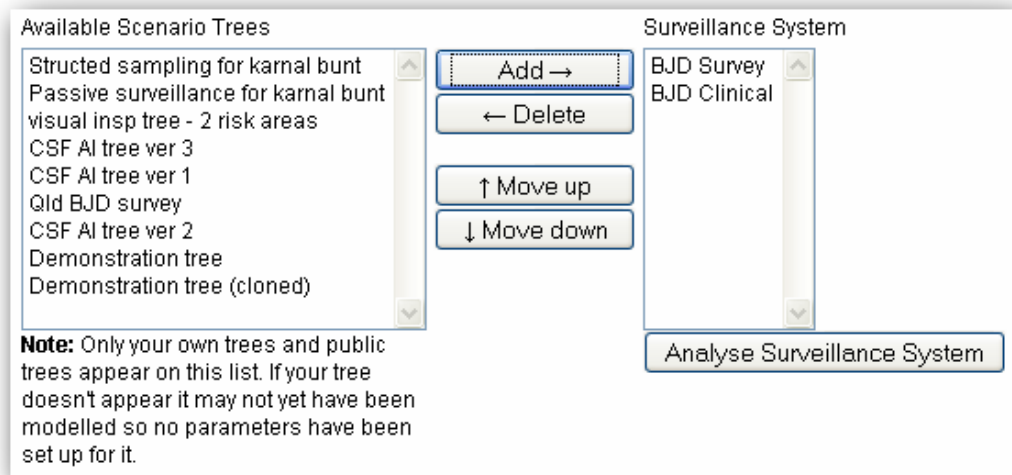 Available Scenario Trees
Structed sampling for karnal bunt
Passive surveillance for karnal bunt
visual insp tree - 2 risk areas
CSF AI tree ver 3
CSF AI tree ver 1
Qld BJD survey
CSF AI tree ver 2
Demonstration tree
Demonstration tree (cloned)
Note: Only your own trees and public
trees appear on this list. If your tree
doesn't appear it may not yet have been
modelled so no parameters have been
set up for it.
Add →
← Delete
↑ Move up
↓ Move down
Surveillance System
BJD Survey
BJD Clinical
Analyse Surveillance System